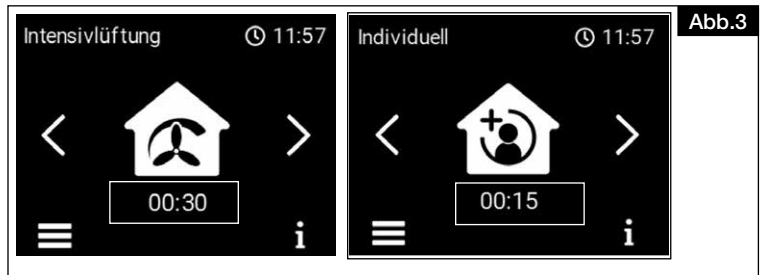 Abb.3
Intensivlüftung 11:57
00:30
i
Individuell 11:57
00:15
i